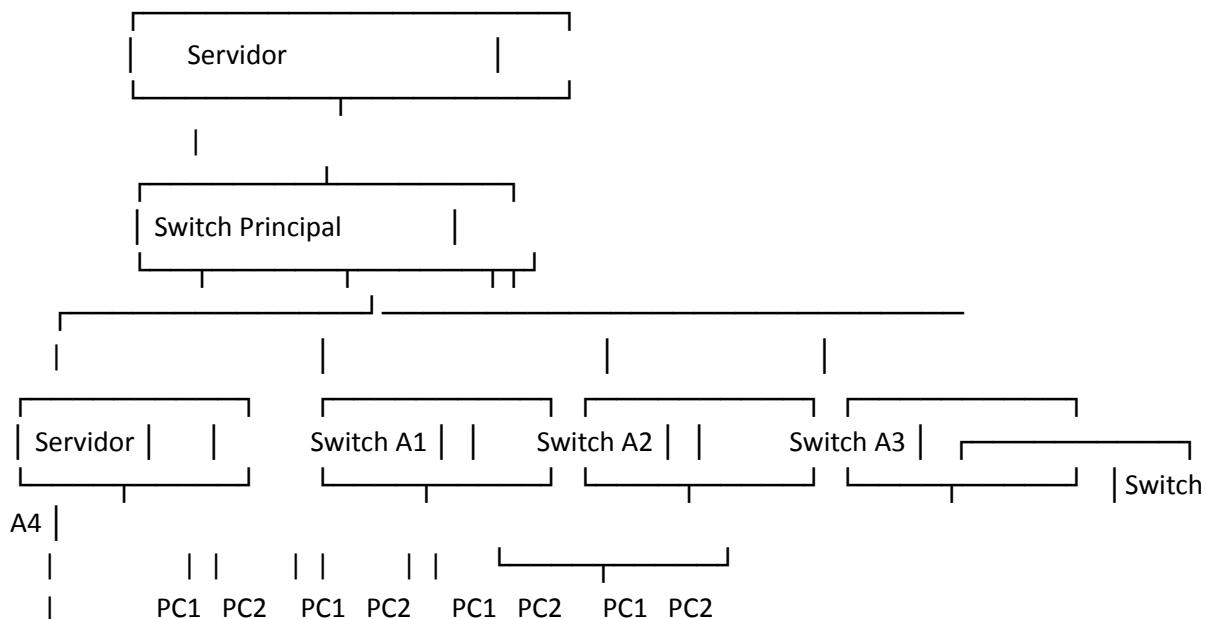 Servidor
Switch Principal
Servidor Switch A1 Switch A2 Switch A3
Switch
A4
PC1 PC2 PC1 PC2 PC1 PC2 PC1 PC2